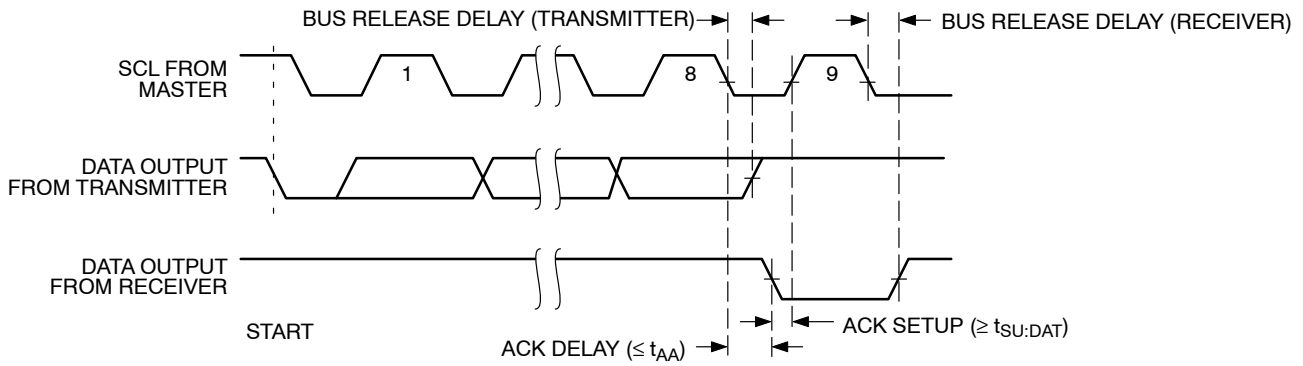 BUS RELEASE DELAY (TRANSMITTER)
BUS RELEASE DELAY (RECEIVER)
SCL FROM
MASTER
1
8
9
DATA OUTPUT
FROM TRANSMITTER
DATA OUTPUT
FROM RECEIVER
START
ACK SETUP (≥ tSU:DAT)
ACK DELAY (≤ tAA)